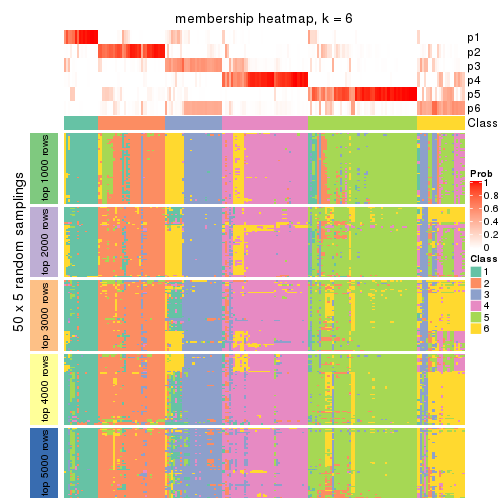 membership heatmap, k = 6
p1
p2
p3
p4
p5
p6
Class
50 x 5 random samplings
top 1000 rows
top 2000 rows
top 3000 rows
top 4000 rows
top 5000 rows
Prob
1
0.8
0.6
0.4
0.2
0
Class
1
2
3
4
5
6